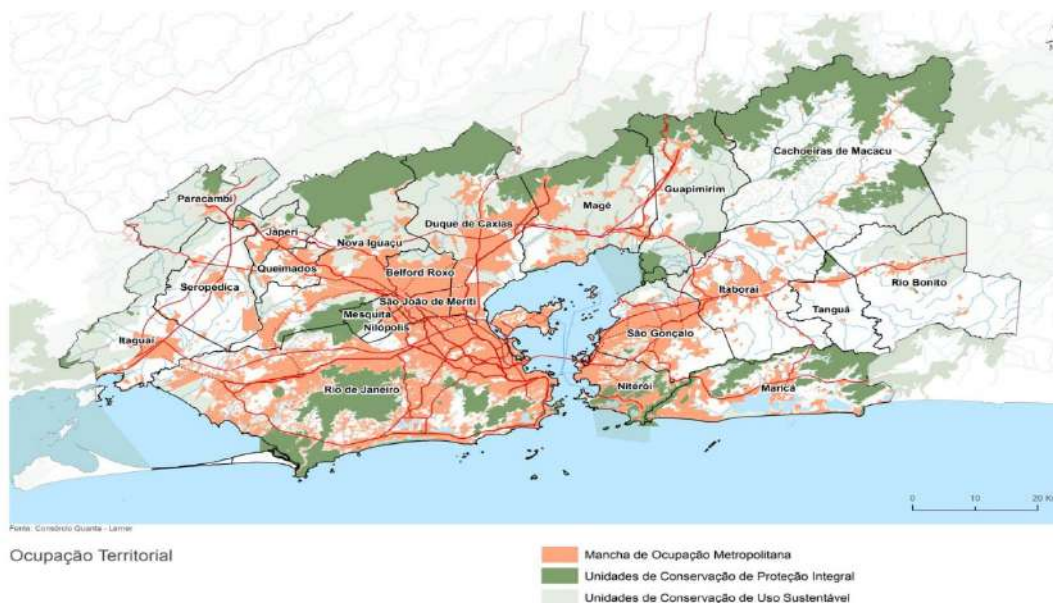 Cachoeiras de Macacu
Guapimirim
Paracambi
Magé
Duque de Caxias
Japeri
Nova Iguaçu
Queimados
Belford Roxo
Seropédica
Itaboraí
Rio Bonito
São João de Meriti
Tanguá
Mesquita
Nilópolis
São Gonçalo
Itaguaí
Rio de Janeiro
Niterói
Maricá
0 10 20
Fonte: Consórcio Quanta - Lerner
Ocupação Territorial
Mancha de Ocupação Metropolitana
Unidades de Conservação de Proteção Integral
Unidades de Conservação de Uso Sustentável